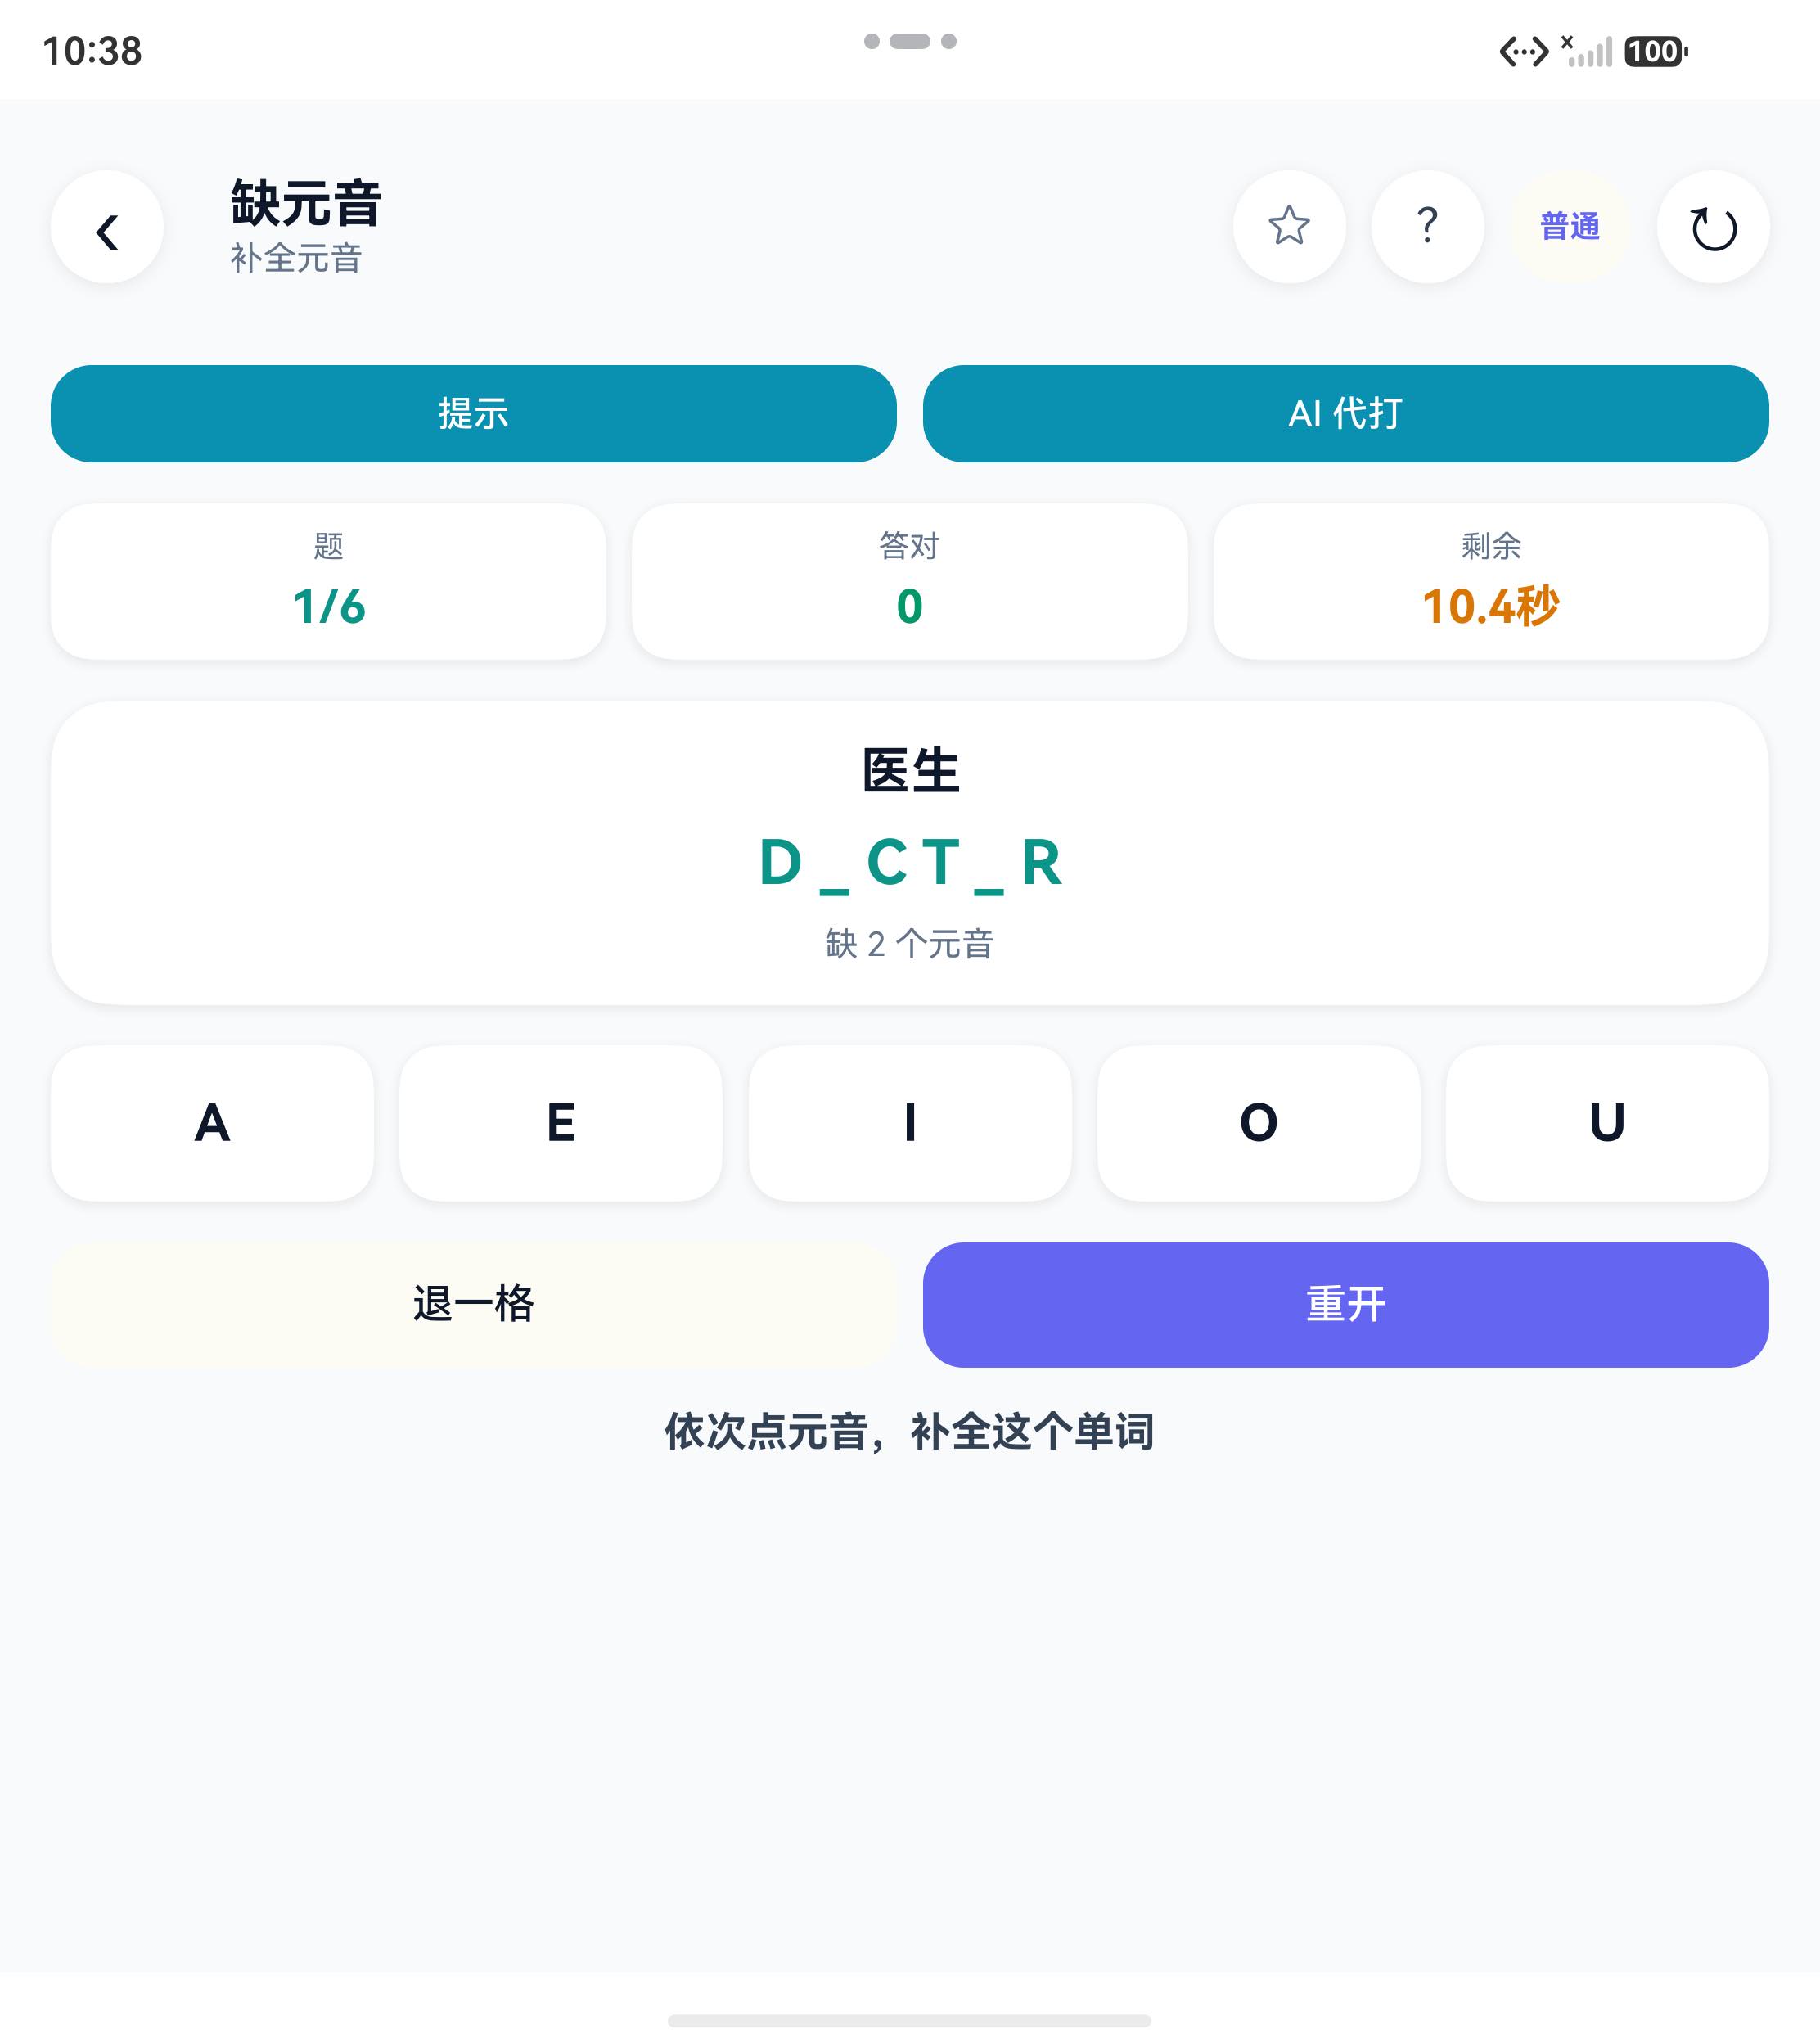 10:38
100
缺元音
补全元音
?
普通
提示
AI 代打
题
1/6
答对
0
剩余
10.4秒
医生
D _ C T _ R
缺 2 个元音
A
E
I
O
U
退一格
重开
依次点元音，补全这个单词